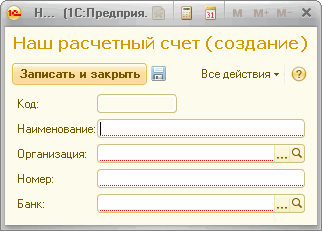 Н... (1С:Предприя.
M M+ M-
Наш расчетный счет (создание)
Записать и закрыть Все действия
Код:
Наименование:
Организация: ...
Номер:
Банк: ...